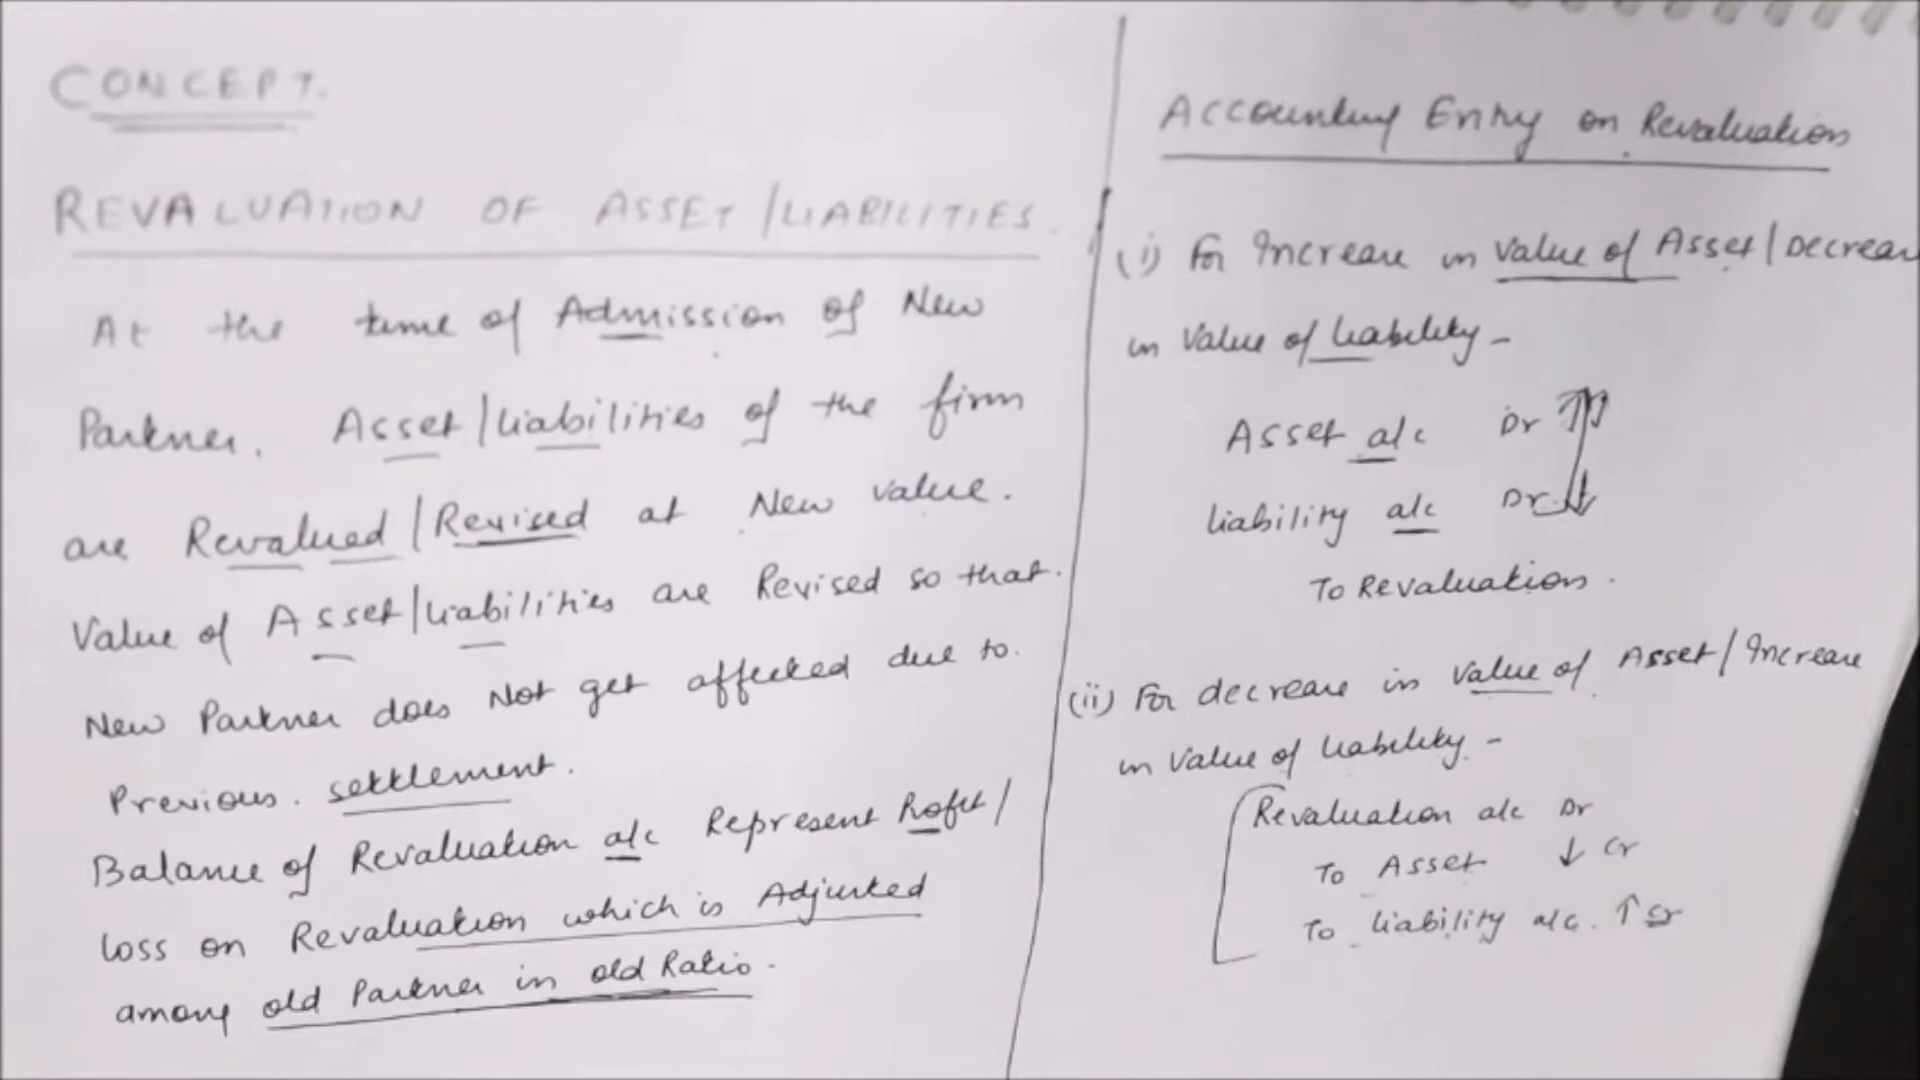 CONCEPT.
REVALUATION OF ASSET/LIABILITIES.
At the time of Admission of New
Partner. Asset/Liabilities of the firm
are Revalued/Revised at New value.
Value of Asset/Liabilities are Revised so that.
New Partner does Not get affected due to.
Previous. settlement.
Balance of Revaluation a/c Represent Profit/
Loss on Revaluation which is Adjusted
among old Partner in old Ratio.
Accounting Entry on Revaluation
(i) For Increase in Value of Asset/Decreas
in Value of Liability -
Asset a/c Dr ↑↑
Liability a/c Dr ↓
To Revaluation.
(ii) For decrease in Value of Asset/Increase
in Value of Liability -
Revaluation a/c Dr
To Asset ↓ Cr
To Liability a/c. ↑ Cr